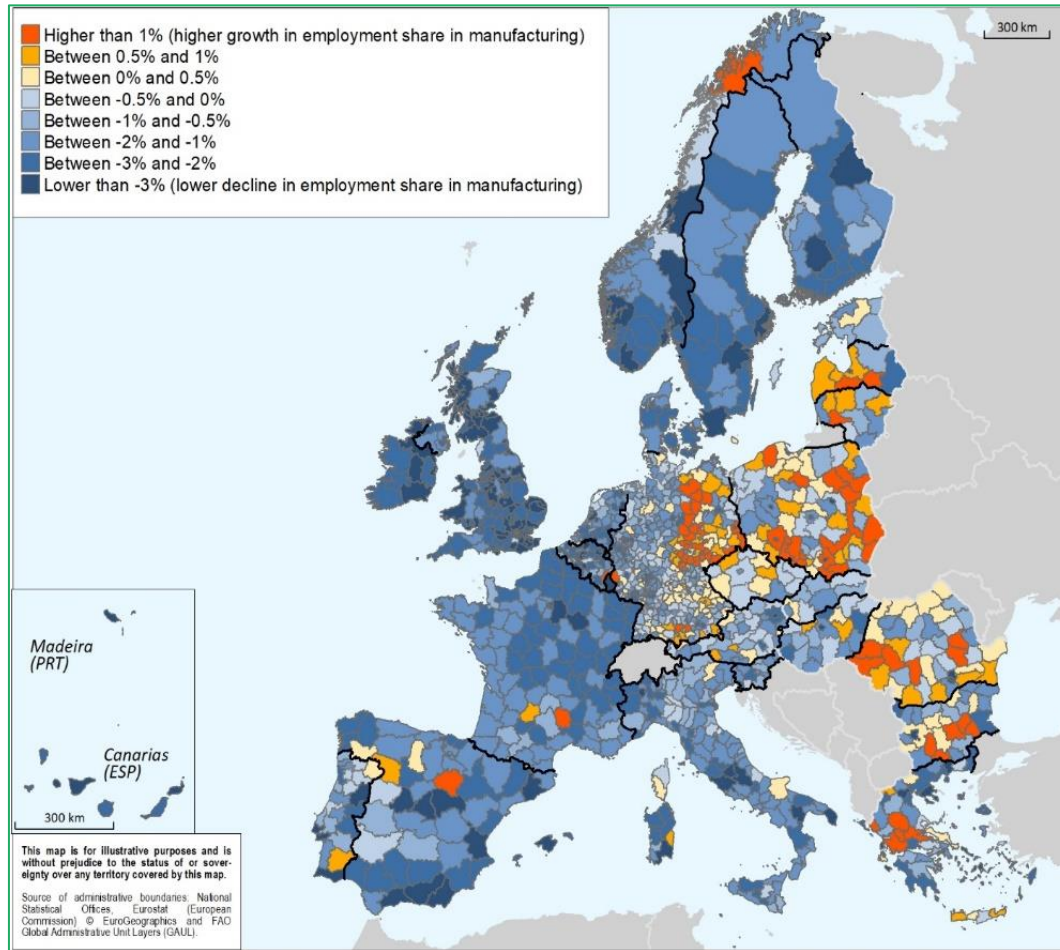 Higher than 1% (higher growth in employment share in manufacturing)
Between 0.5% and 1%
Between 0% and 0.5%
Between -0.5% and 0%
Between -1% and -0.5%
Between -2% and -1%
Between -3% and -2%
Lower than -3% (lower decline in employment share in manufacturing)
300 km
Madeira
(PRT)
Canarias
(ESP)
300 km
This map is for illustrative purposes and is
without prejudice to the status of or sover-
eignty over any territory covered by this map.
Source of administrative boundaries: National
Statistical Offices, Eurostat (European
Commission) © EuroGeographics and FAO
Global Administrative Unit Layers (GAUL).